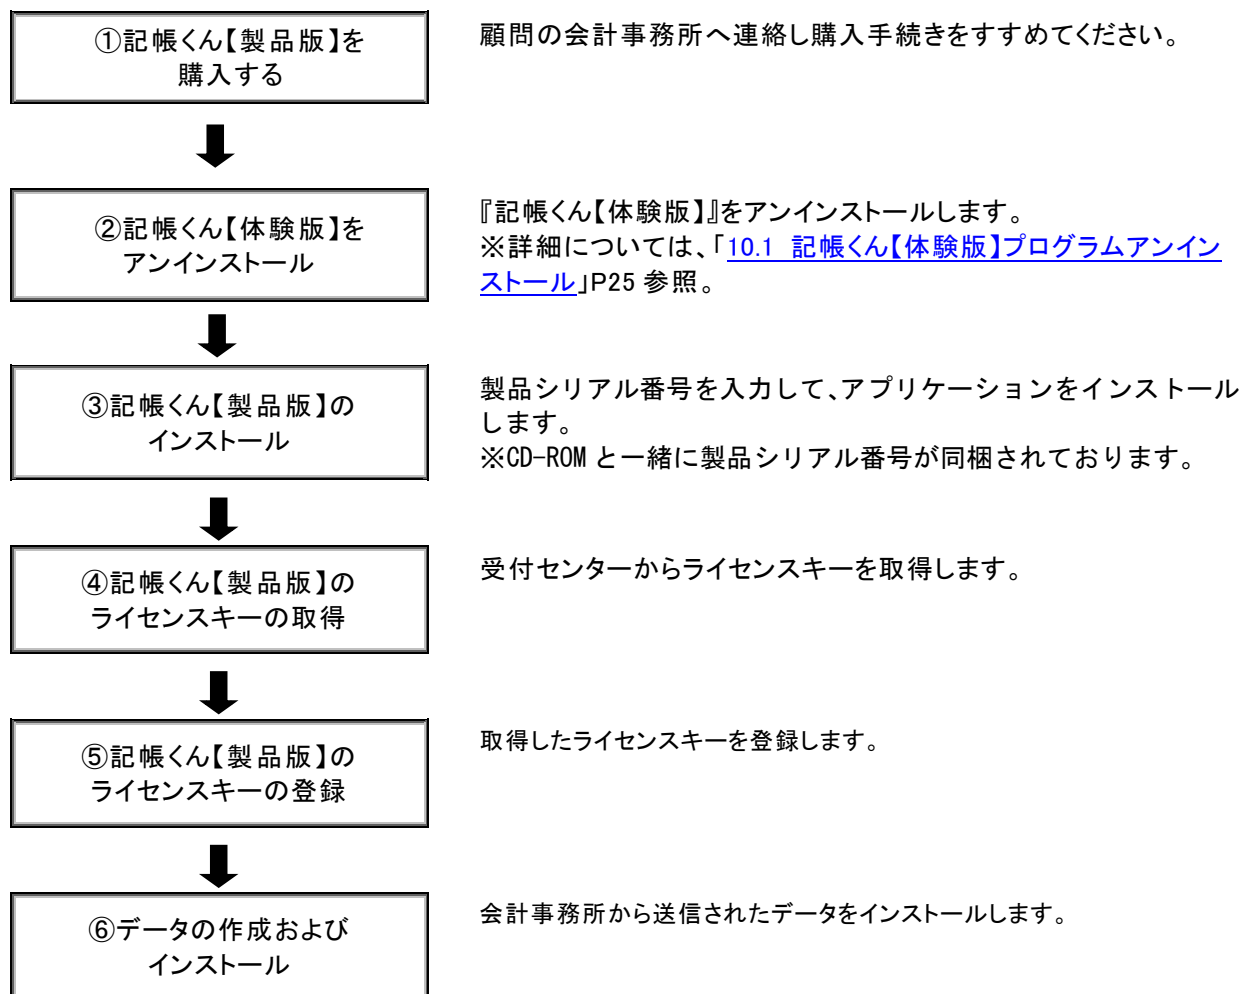 ①記帳くん【製品版】を
購入する
顧問の会計事務所へ連絡し購入手続きをすすめてください。
②記帳くん【体験版】を
アンインストール
『記帳くん【体験版】』をアンインストールします。
※詳細については、「10.1 記帳くん【体験版】プログラムアンイン
ストール」P25 参照。
③記帳くん【製品版】の
インストール
製品シリアル番号を入力して、アプリケーションをインストール
します。
※CD-ROM と一緒に製品シリアル番号が同梱されております。
④記帳くん【製品版】の
ライセンスキーの取得
受付センターからライセンスキーを取得します。
⑤記帳くん【製品版】の
ライセンスキーの登録
取得したライセンスキーを登録します。
⑥データの作成および
インストール
会計事務所から送信されたデータをインストールします。